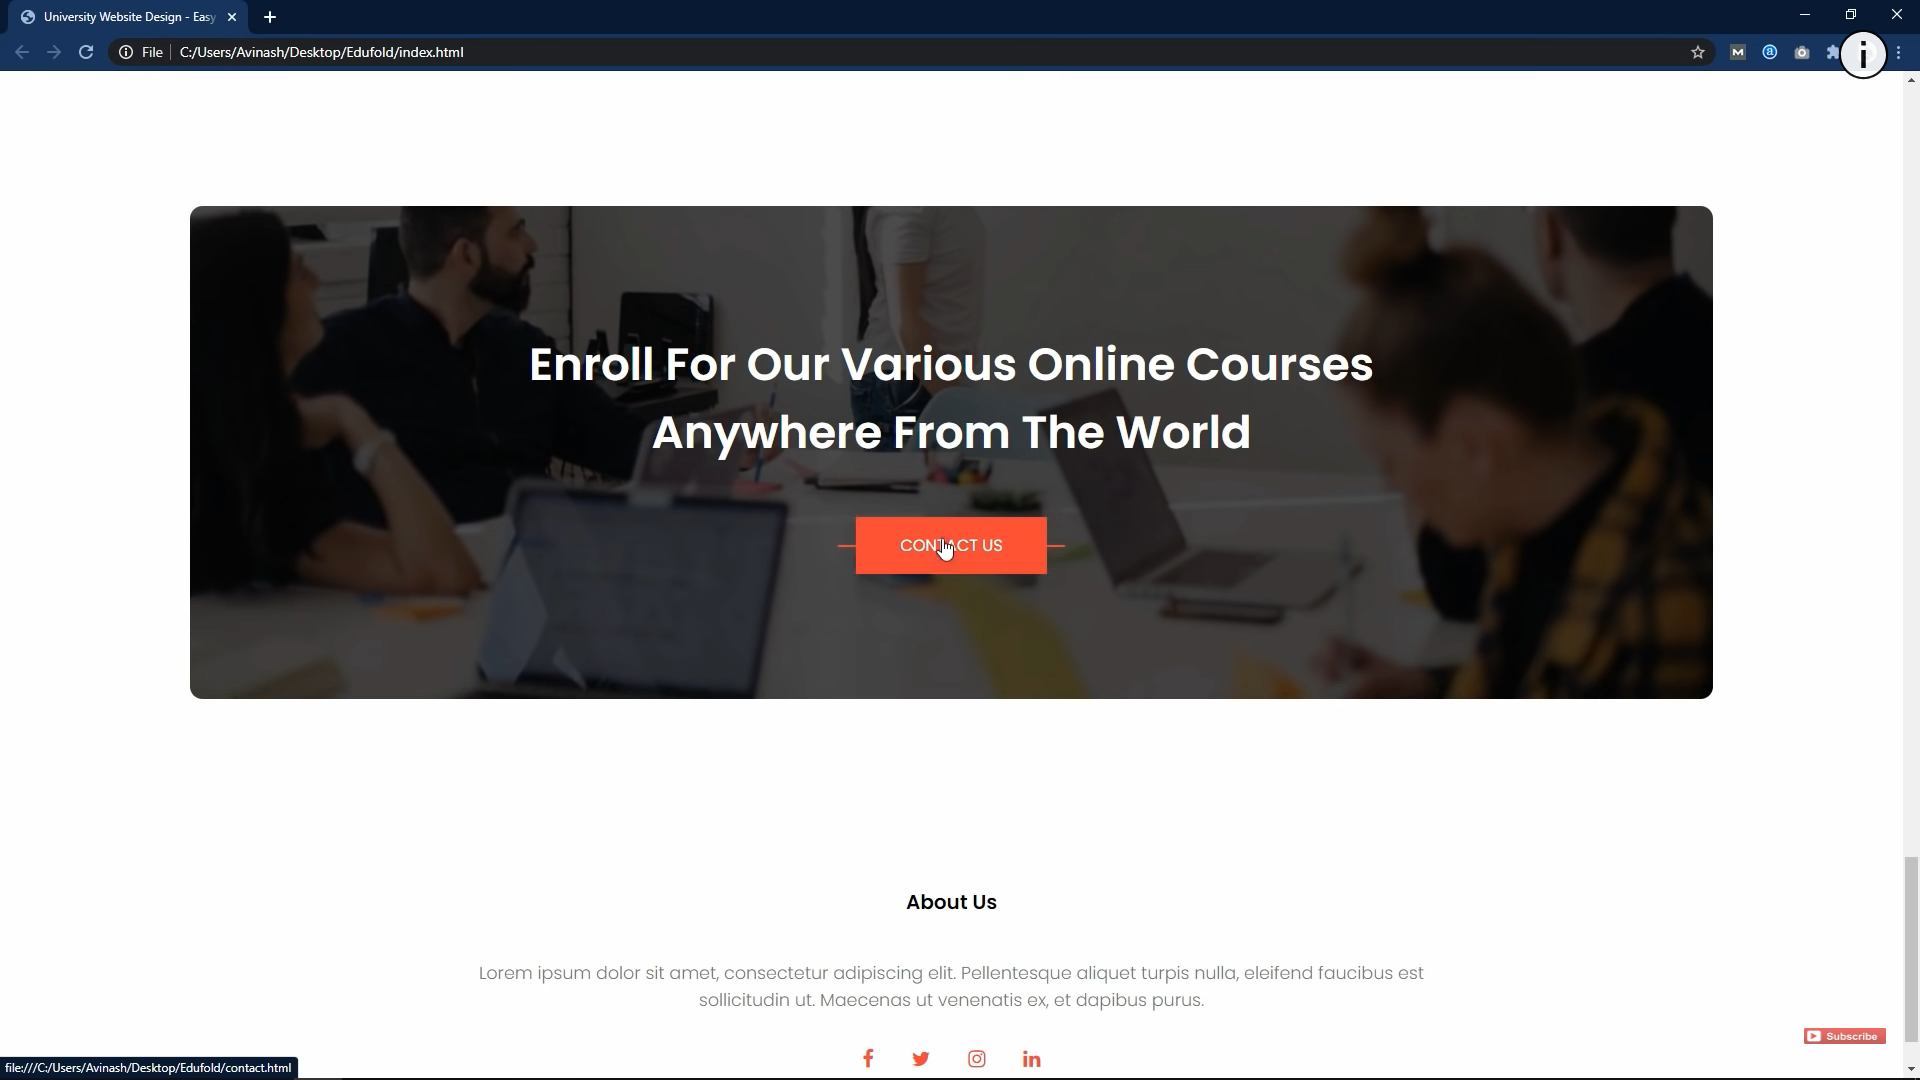 University Website Design - Easy
File
C:/Users/Avinash/Desktop/Edufold/index.html
Enroll For Our Various Online Courses
Anywhere From The World
CONTACT US
About Us
Lorem ipsum dolor sit amet, consectetur adipiscing elit. Pellentesque aliquet turpis nulla, eleifend faucibus est
sollicitudin ut. Maecenas ut venenatis ex, et dapibus purus.
Subscribe
file:///C:/Users/Avinash/Desktop/Edufold/contact.html